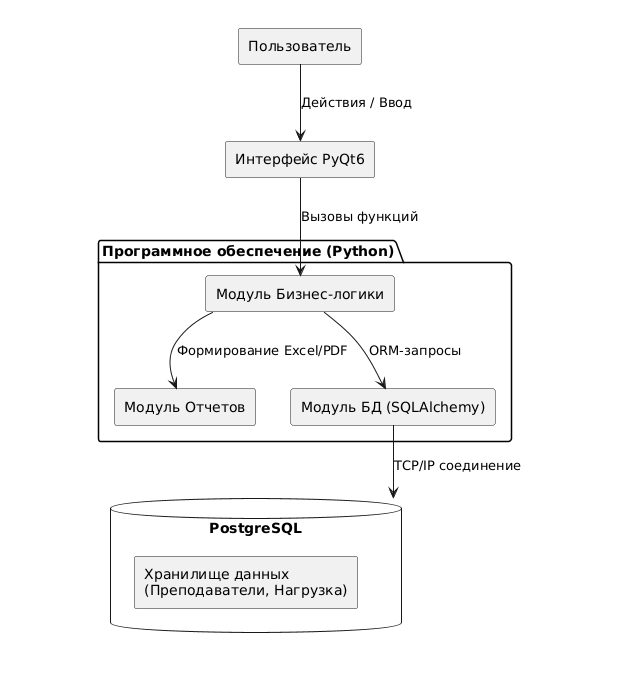 Пользователь
Действия / Ввод
Интерфейс PyQt6
Вызовы функций
Программное обеспечение (Python)
Модуль Бизнес-логики
Формирование Excel/PDF
ORM-запросы
Модуль Отчетов
Модуль БД (SQLAlchemy)
TCP/IP соединение
PostgreSQL
Хранилище данных
(Преподаватели, Нагрузка)